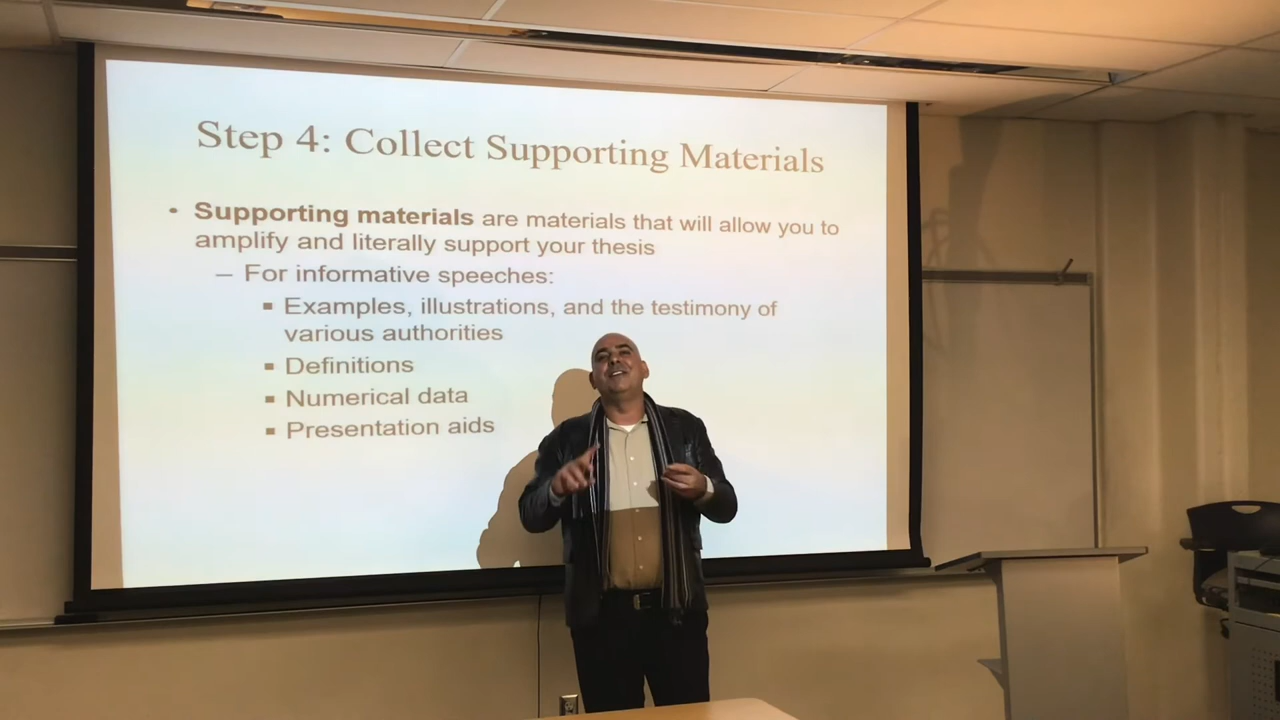 Step 4: Collect Supporting Materials
• Supporting materials are materials that will allow you to
amplify and literally support your thesis
– For informative speeches:
▪ Examples, illustrations, and the testimony of
various authorities
▪ Definitions
▪ Numerical data
▪ Presentation aids